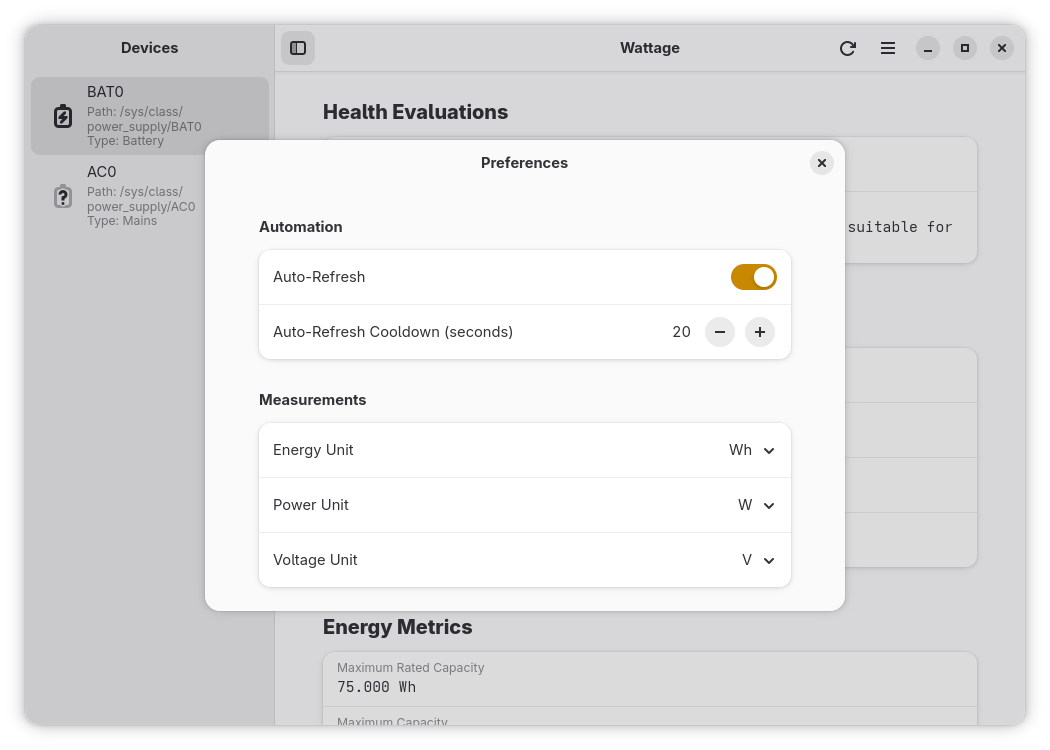 Devices
Wattage
BAT0
Path: /sys/class/
power_supply/BAT0
Type: Battery
AC0
Path: /sys/class/
power_supply/AC0
Type: Mains
Health Evaluations
suitable for
Preferences
Automation
Auto-Refresh
Auto-Refresh Cooldown (seconds)
20
Measurements
Energy Unit
Wh
Power Unit
W
Voltage Unit
V
Energy Metrics
Maximum Rated Capacity
75.000 Wh
Maximum Capacity